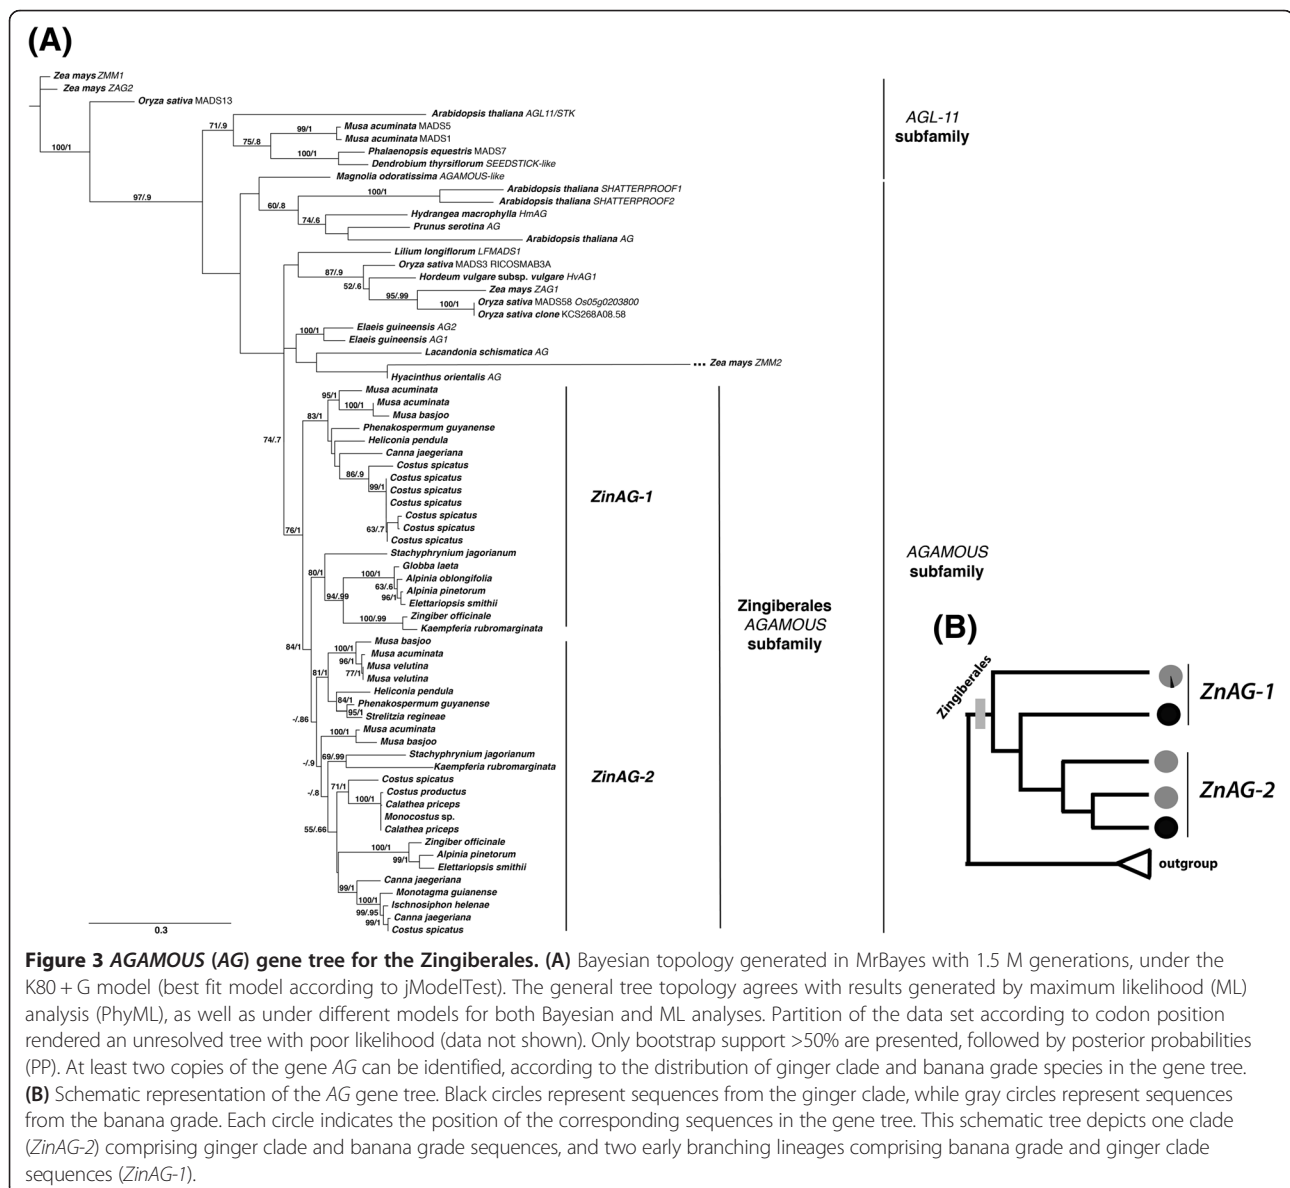 (A)
Zea mays ZMM1
Zea mays ZAG2
Oryza sativa MADS13
Arabidopsis thaliana AGL11/STK
71/.9
99/1
Musa acuminata MADS5
Musa acuminata MADS1
75/.8
100/1
100/1
Phalaenopsis equestris MADS7
Dendrobium thyrsiflorum SEEDSTICK-like
AGL-11
subfamily
Magnolia odoratissima AGAMOUS-like
97/.9
100/1
Arabidopsis thaliana SHATTERPROOF1
Arabidopsis thaliana SHATTERPROOF2
60/.8
Hydrangea macrophylla HmAG
74/.6
Prunus serotina AG
Arabidopsis thaliana AG
Lilium longiflorum LFMADS1
87/.9
Oryza sativa MADS3 RICOSMAB3A
Hordeum vulgare subsp. vulgare HvAG1
52/.6
Zea mays ZAG1
95/.99
100/1
Oryza sativa MADS58 Os05g0203800
Oryza sativa clone KCS268A08.58
Elaeis guineensis AG2
100/1
Elaeis guineensis AG1
Lacandonia schismatica AG
Zea mays ZMM2
Hyacinthus orientalis AG
Musa acuminata
95/1
Musa acuminata
100/1
83/1
Musa basjoo
Phenakospermum guyanense
74/.7
Heliconia pendula
Canna jaegeriana
Costus spicatus
86/.9
Costus spicatus
99/1
Costus spicatus
Costus spicatus
Costus spicatus
63/.7
Costus spicatus
Costus spicatus
76/1
ZinAG-1
Stachyphrynium jagorianum
Globba laeta
80/1
100/1
Alpinia oblongifolia
63/.6
Alpinia pinetorum
96/1
94/.99
Elettariopsis smithii
Zingiber officinale
100/.99
Kaempferia rubromarginata
AGAMOUS
subfamily
Zingiberales
AGAMOUS
subfamily
84/1
Musa basjoo
100/1
Musa acuminata
96/1
Musa velutina
81/1
77/1
Musa velutina
Heliconia pendula
84/1
Phenakospermum guyanense
95/1
Strelitzia regineae
-/.86
Musa acuminata
100/1
Musa basjoo
Stachyphrynium jagorianum
69/.99
-/.9
Kaempferia rubromarginata
Costus spicatus
71/1
Costus productus
-/.8
100/1
Calathea priceps
Monocostus sp.
Calathea priceps
55/.66
ZinAG-2
Zingiber officinale
100/1
Alpinia pinetorum
99/1
Elettariopsis smithii
Canna jaegeriana
99/1
Monotagma guianense
100/1
Ischnosiphon helenae
99/.95
Canna jaegeriana
99/1
Costus spicatus
0.3
(B)
Zingiberales
ZnAG-1
ZnAG-2
outgroup
Figure 3 AGAMOUS (AG) gene tree for the Zingiberales. (A) Bayesian topology generated in MrBayes with 1.5 M generations, under the
K80 + G model (best fit model according to jModelTest). The general tree topology agrees with results generated by maximum likelihood (ML)
analysis (PhyML), as well as under different models for both Bayesian and ML analyses. Partition of the data set according to codon position
rendered an unresolved tree with poor likelihood (data not shown). Only bootstrap support >50% are presented, followed by posterior probabilities
(PP). At least two copies of the gene AG can be identified, according to the distribution of ginger clade and banana grade species in the gene tree.
(B) Schematic representation of the AG gene tree. Black circles represent sequences from the ginger clade, while gray circles represent sequences
from the banana grade. Each circle indicates the position of the corresponding sequences in the gene tree. This schematic tree depicts one clade
(ZinAG-2) comprising ginger clade and banana grade sequences, and two early branching lineages comprising banana grade and ginger clade
sequences (ZinAG-1).